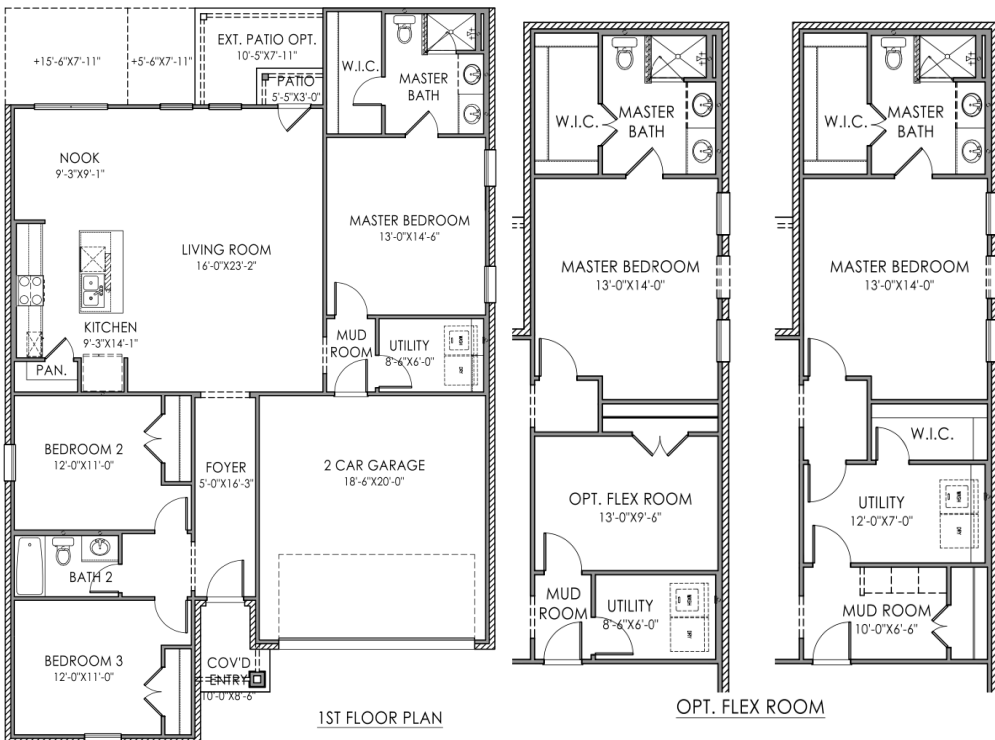 +15'-6"X7'-11"
+5'-6"X7'-11"
EXT. PATIO OPT.
10'-5"X7'-11"
PATIO
5'-5"X3'-0"
W.I.C.
MASTER
BATH
NOOK
9'-3"X9'-1"
LIVING ROOM
16'-0"X23'-2"
MASTER BEDROOM
13'-0"X14'-6"
KITCHEN
9'-3"X14'-1"
PAN.
MUD
ROOM
UTILITY
8'-6"X6'-0"
WASH
DRY
BEDROOM 2
12'-0"X11'-0"
FOYER
5'-0"X16'-3"
2 CAR GARAGE
18'-6"X20'-0"
BATH 2
BEDROOM 3
12'-0"X11'-0"
COV'D
ENTRY
10'-0"X8'-6"
1ST FLOOR PLAN
W.I.C.
MASTER
BATH
MASTER BEDROOM
13'-0"X14'-0"
OPT. FLEX ROOM
13'-0"X9'-6"
MUD
ROOM
UTILITY
8'-6"X6'-0"
WASH
DRY
OPT. FLEX ROOM
W.I.C.
MASTER
BATH
MASTER BEDROOM
13'-0"X14'-0"
W.I.C.
UTILITY
12'-0"X7'-0"
WASH
DRY
MUD ROOM
10'-0"X6'-6"